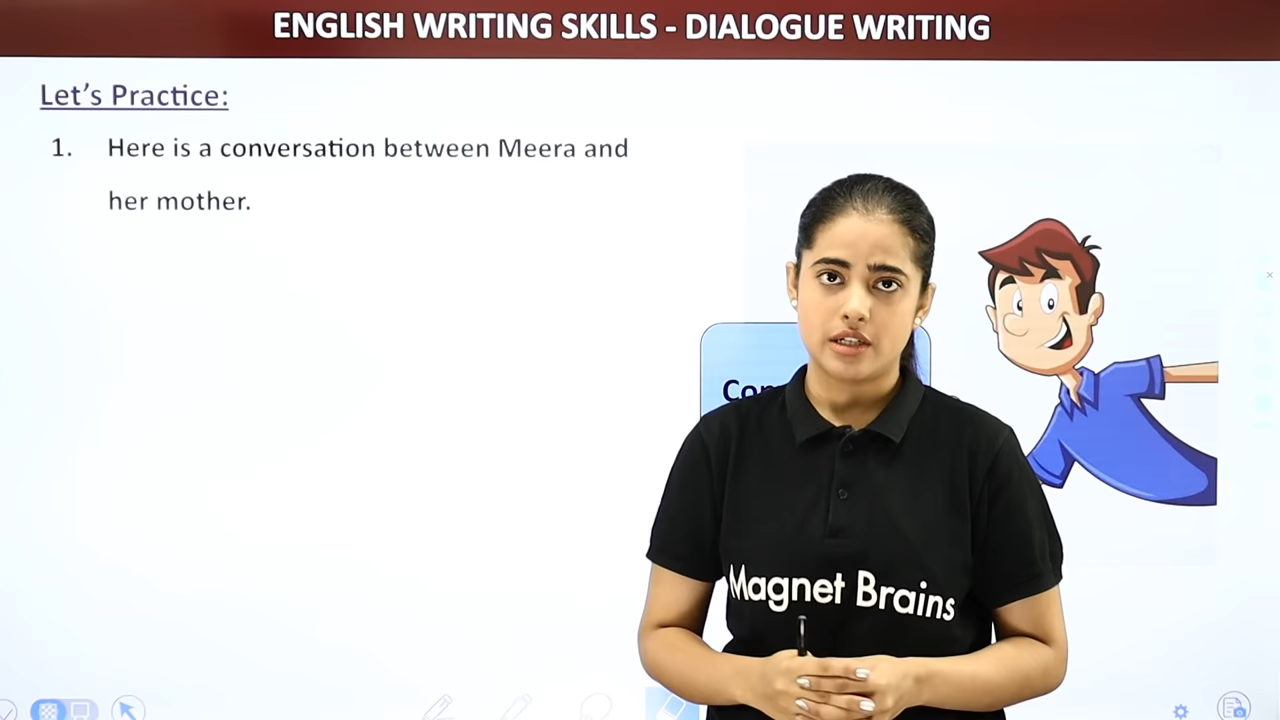 ENGLISH WRITING SKILLS - DIALOGUE WRITING
Let's Practice:
1. Here is a conversation between Meera and
her mother.
Magnet Brains